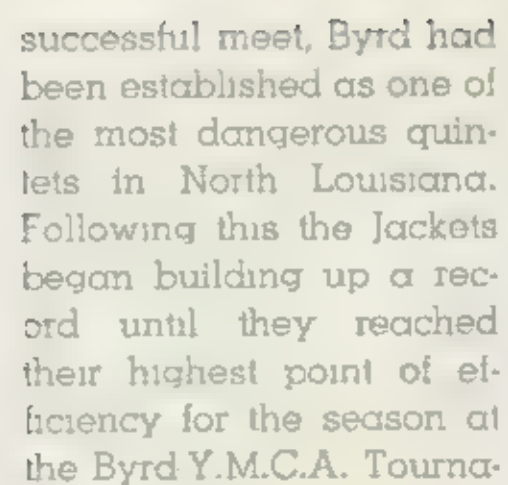 successful meet, Byrd had
been established as one of
the most dangerous quin-
tets in North Louisiana.
Following this the Jackets
began building up a rec-
ord until they reached
their highest point of ef-
ficiency for the season at
the Byrd Y.M.C.A. Tourna-